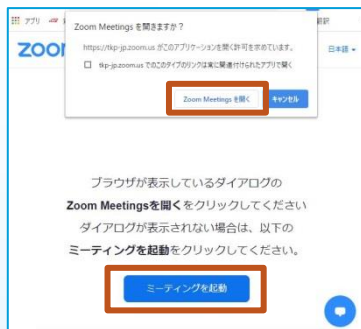 アプリ
翻訳
Zoom Meetings を開きますか？
https://tkp-jp.zoom.us がこのアプリケーションを開く許可を求めています。
tkp-jp.zoom.us でのこのタイプのリンクは常に関連付けられたアプリで開く
Zoom Meetings を開く キャンセル
ZOO
日本語
ブラウザが表示しているダイアログの
Zoom Meetingsを開くをクリックしてください
ダイアログが表示されない場合は、以下の
ミーティングを起動をクリックしてください。
ミーティングを起動